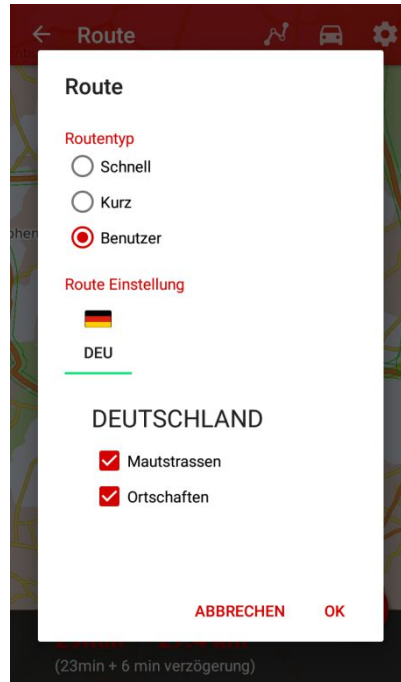 Route
Route
Routentyp
Schnell
Kurz
Benutzer
Route Einstellung
DEU
DEUTSCHLAND
Mautstrassen
Ortschaften
ABBRECHEN OK
(23min + 6 min verzögerung)